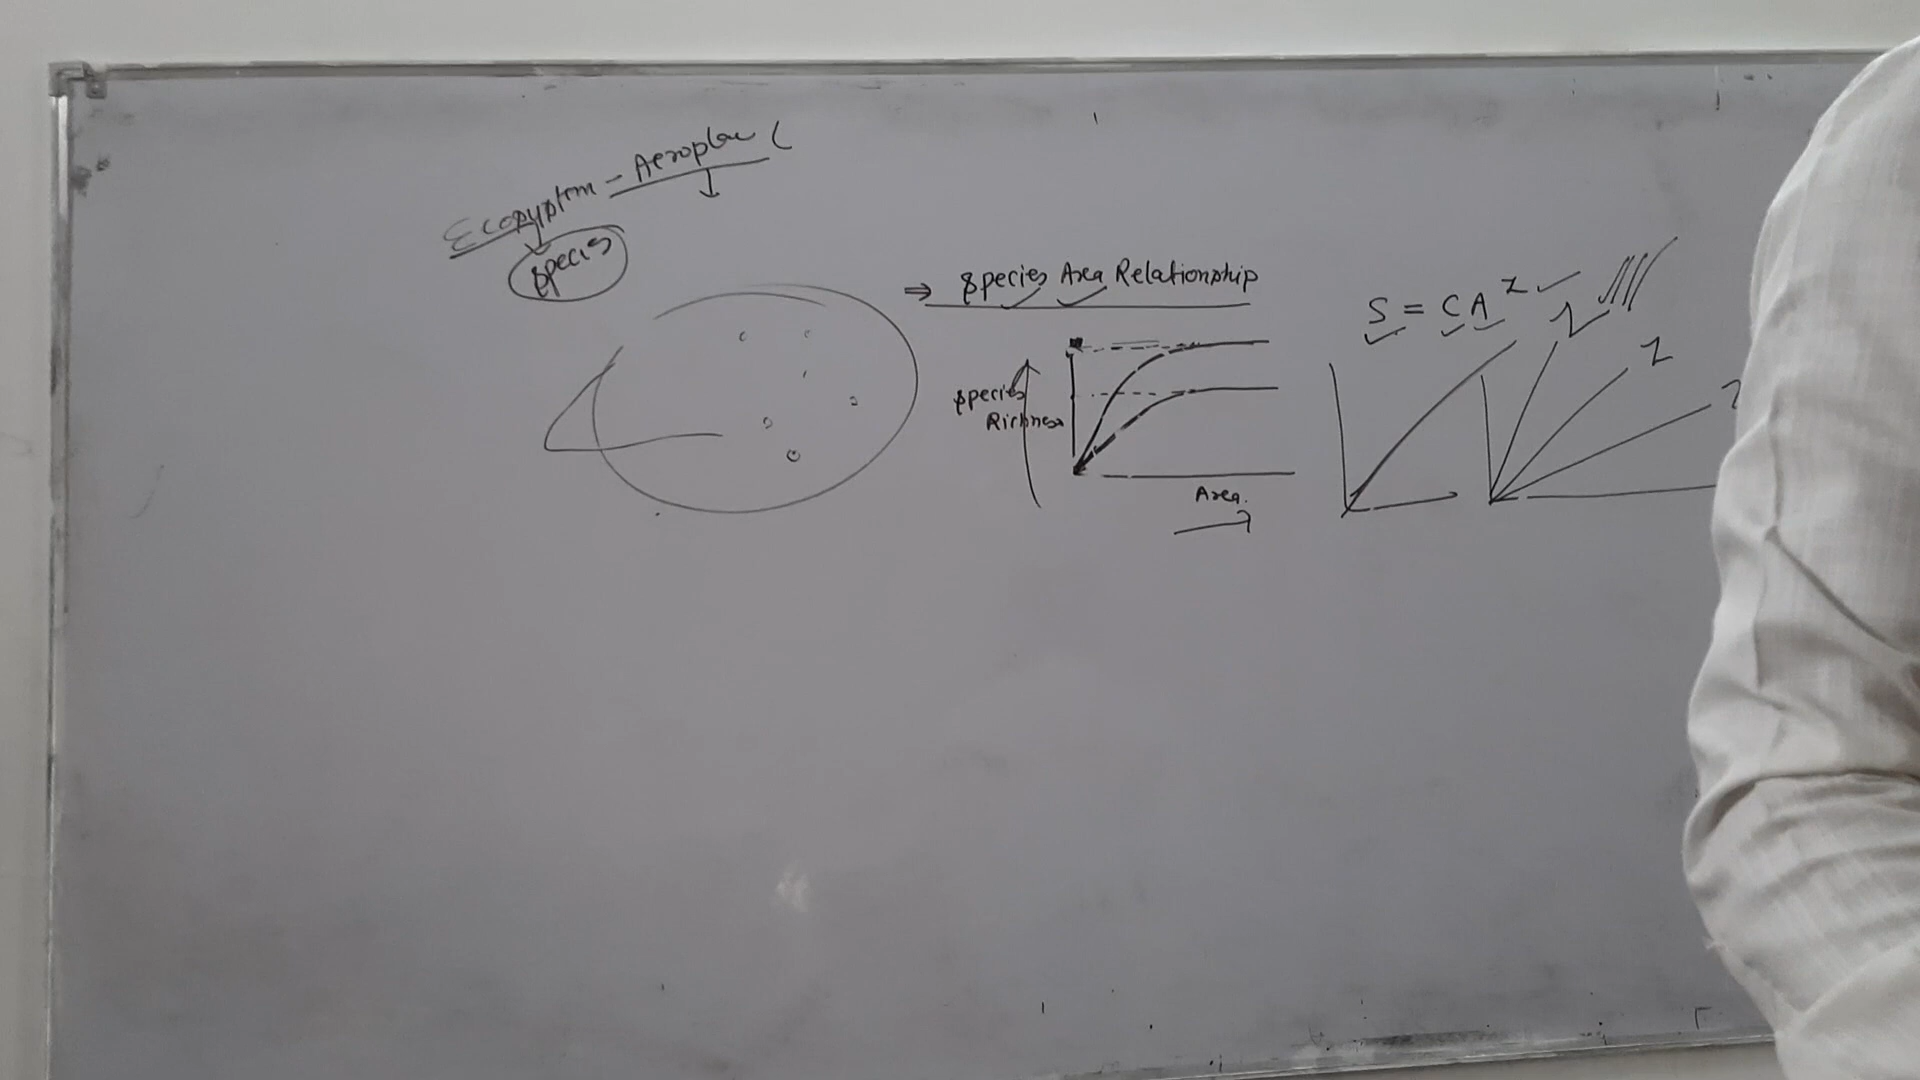 Ecosystem - Aeroplane (
Species
⇒ Species Area Relationship
S = CA^z
Species
Richness
Area.
Z
Z
Z